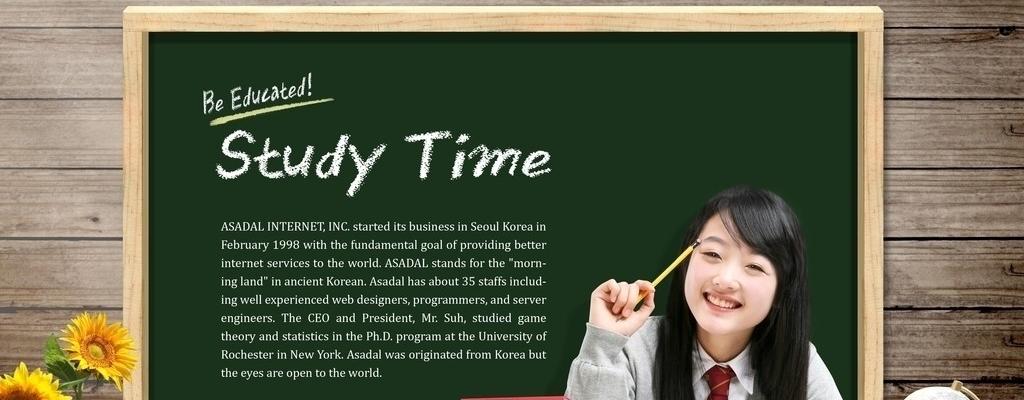 Be Educated!
Study Time
ASADAL INTERNET, INC. started its business in Seoul Korea in
February 1998 with the fundamental goal of providing better
internet services to the world. ASADAL stands for the "morn-
ing land" in ancient Korean. Asadal has about 35 staffs includ-
ing well experienced web designers, programmers, and server
engineers. The CEO and President, Mr. Suh, studied game
theory and statistics in the Ph.D. program at the University of
Rochester in New York. Asadal was originated from Korea but
the eyes are open to the world.